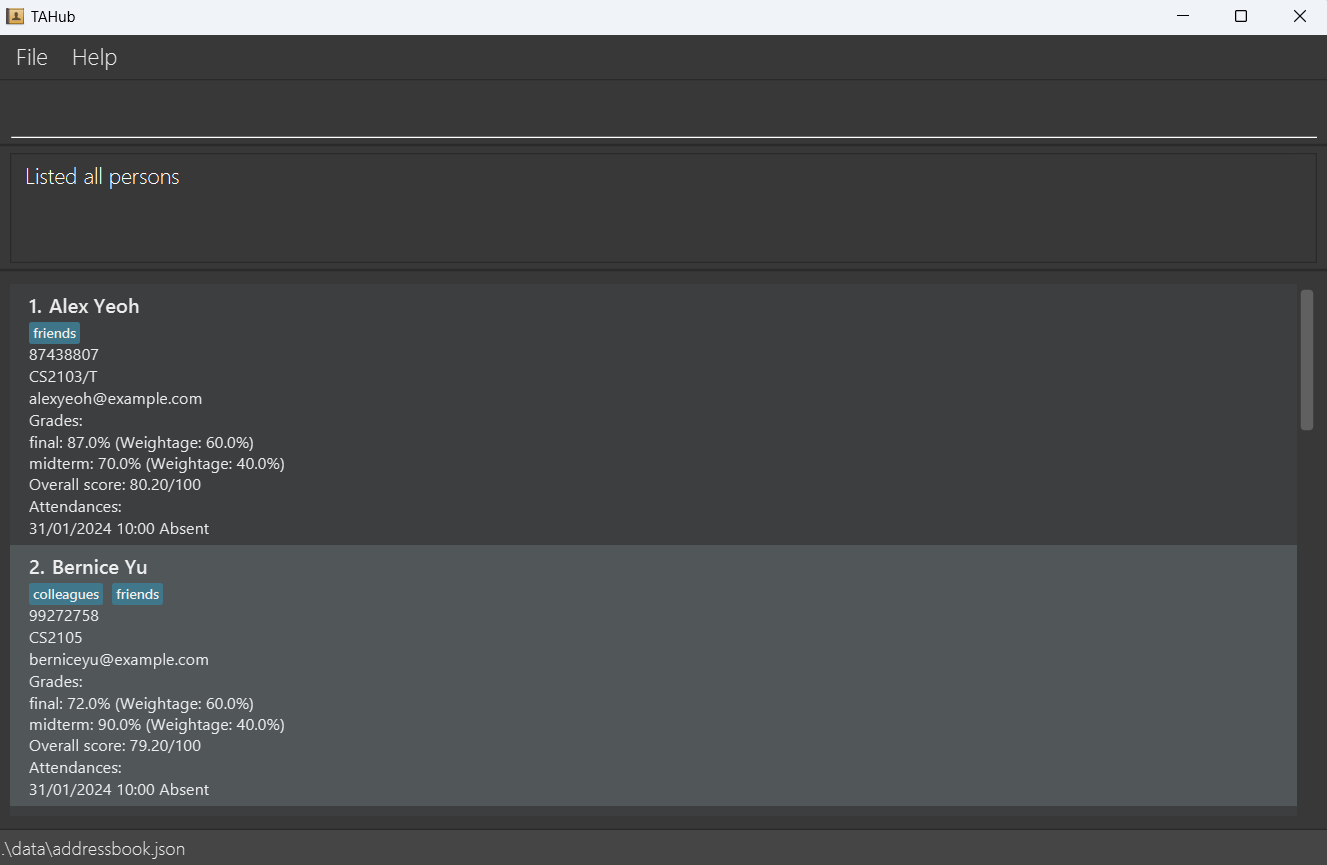 TAHub
File Help
Listed all persons
1. Alex Yeoh
friends
87438807
CS2103/T
alexyeoh@example.com
Grades:
final: 87.0% (Weightage: 60.0%)
midterm: 70.0% (Weightage: 40.0%)
Overall score: 80.20/100
Attendances:
31/01/2024 10:00 Absent
2. Bernice Yu
colleagues friends
99272758
CS2105
berniceyu@example.com
Grades:
final: 72.0% (Weightage: 60.0%)
midterm: 90.0% (Weightage: 40.0%)
Overall score: 79.20/100
Attendances:
31/01/2024 10:00 Absent
.\data\addressbook.json